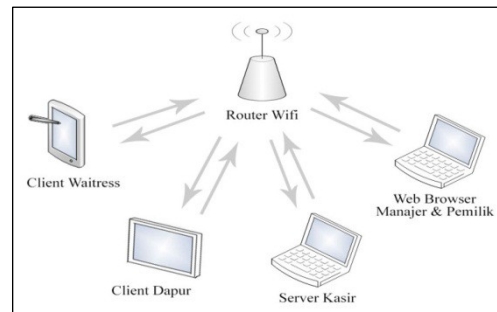 Router Wifi
Client Waitress
Web Browser
Manajer & Pemilik
Client Dapur
Server Kasir